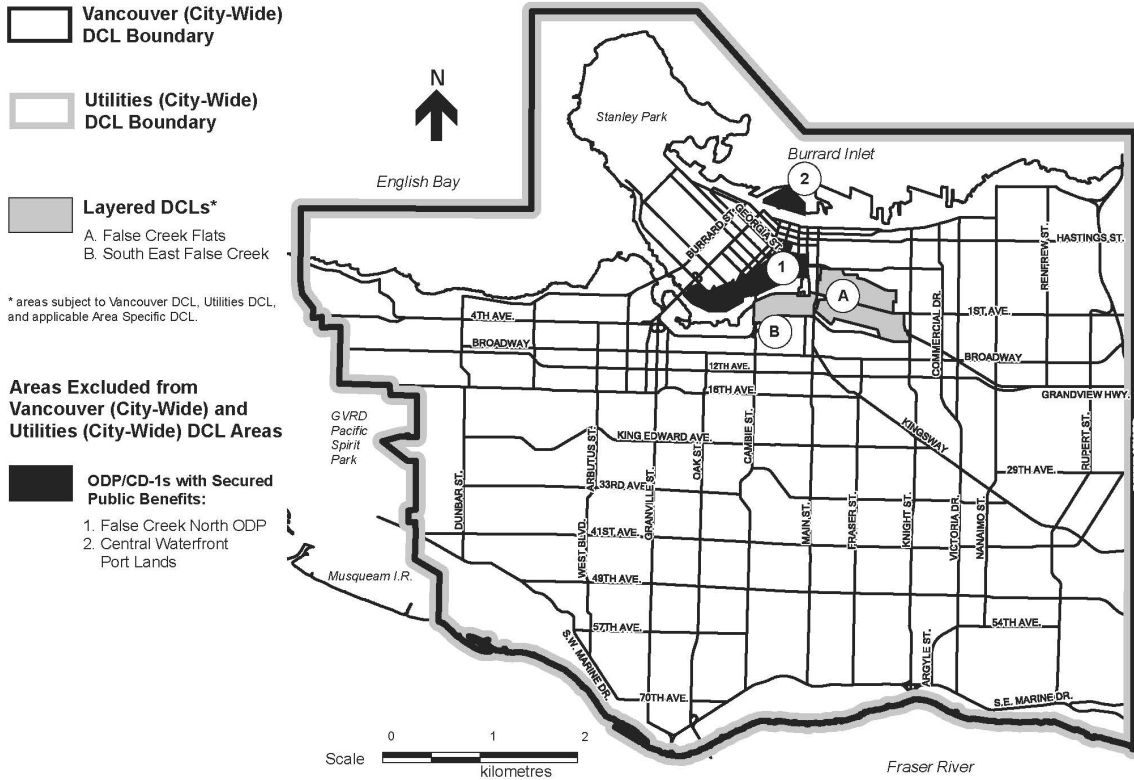 Vancouver (City-Wide)
DCL Boundary
Utilities (City-Wide)
DCL Boundary
Layered DCLs*
A. False Creek Flats
B. South East False Creek
* areas subject to Vancouver DCL, Utilities DCL,
and applicable Area Specific DCL.
Areas Excluded from
Vancouver (City-Wide) and
Utilities (City-Wide) DCL Areas
ODP/CD-1s with Secured
Public Benefits:
1. False Creek North ODP
2. Central Waterfront
Port Lands
N
Stanley Park
English Bay
Burrard Inlet
2
BURRARD ST.
GEORGIA ST.
1
A
B
HASTINGS ST.
RENFREW ST.
4TH AVE.
1ST AVE.
COMMERCIAL DR.
BROADWAY
BROADWAY
12TH AVE.
16TH AVE.
GRANDVIEW HWY.
GVRD
Pacific
Spirit
Park
KING EDWARD AVE.
KINGSWAY
CAMBIE ST.
OAK ST.
ARBUTUS ST.
RUPERT ST.
29TH AVE.
33RD AVE.
DUNBAR ST.
GRANVILLE ST.
41ST AVE.
WEST BLVD.
MAIN ST.
FRASER ST.
KNIGHT ST.
VICTORIA DR.
NANAIMO ST.
Musqueam I.R.
49TH AVE.
57TH AVE.
54TH AVE.
S.W. MARINE DR.
ARGYLE ST.
70TH AVE.
S.E. MARINE DR.
0 1 2
Scale
kilometres
Fraser River